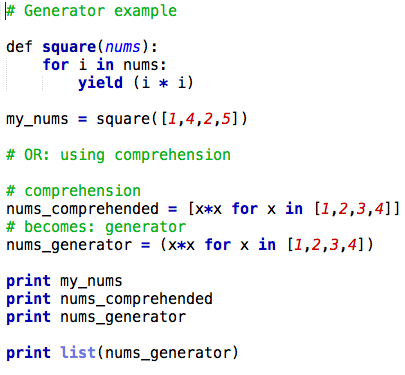 # Generator example
def square(nums):
for i in nums:
yield (i * i)
my_nums = square([1,4,2,5])
# OR: using comprehension
# comprehension
nums_comprehended = [x*x for x in [1,2,3,4]]
# becomes: generator
nums_generator = (x*x for x in [1,2,3,4])
print my_nums
print nums_comprehended
print nums_generator
print list(nums_generator)